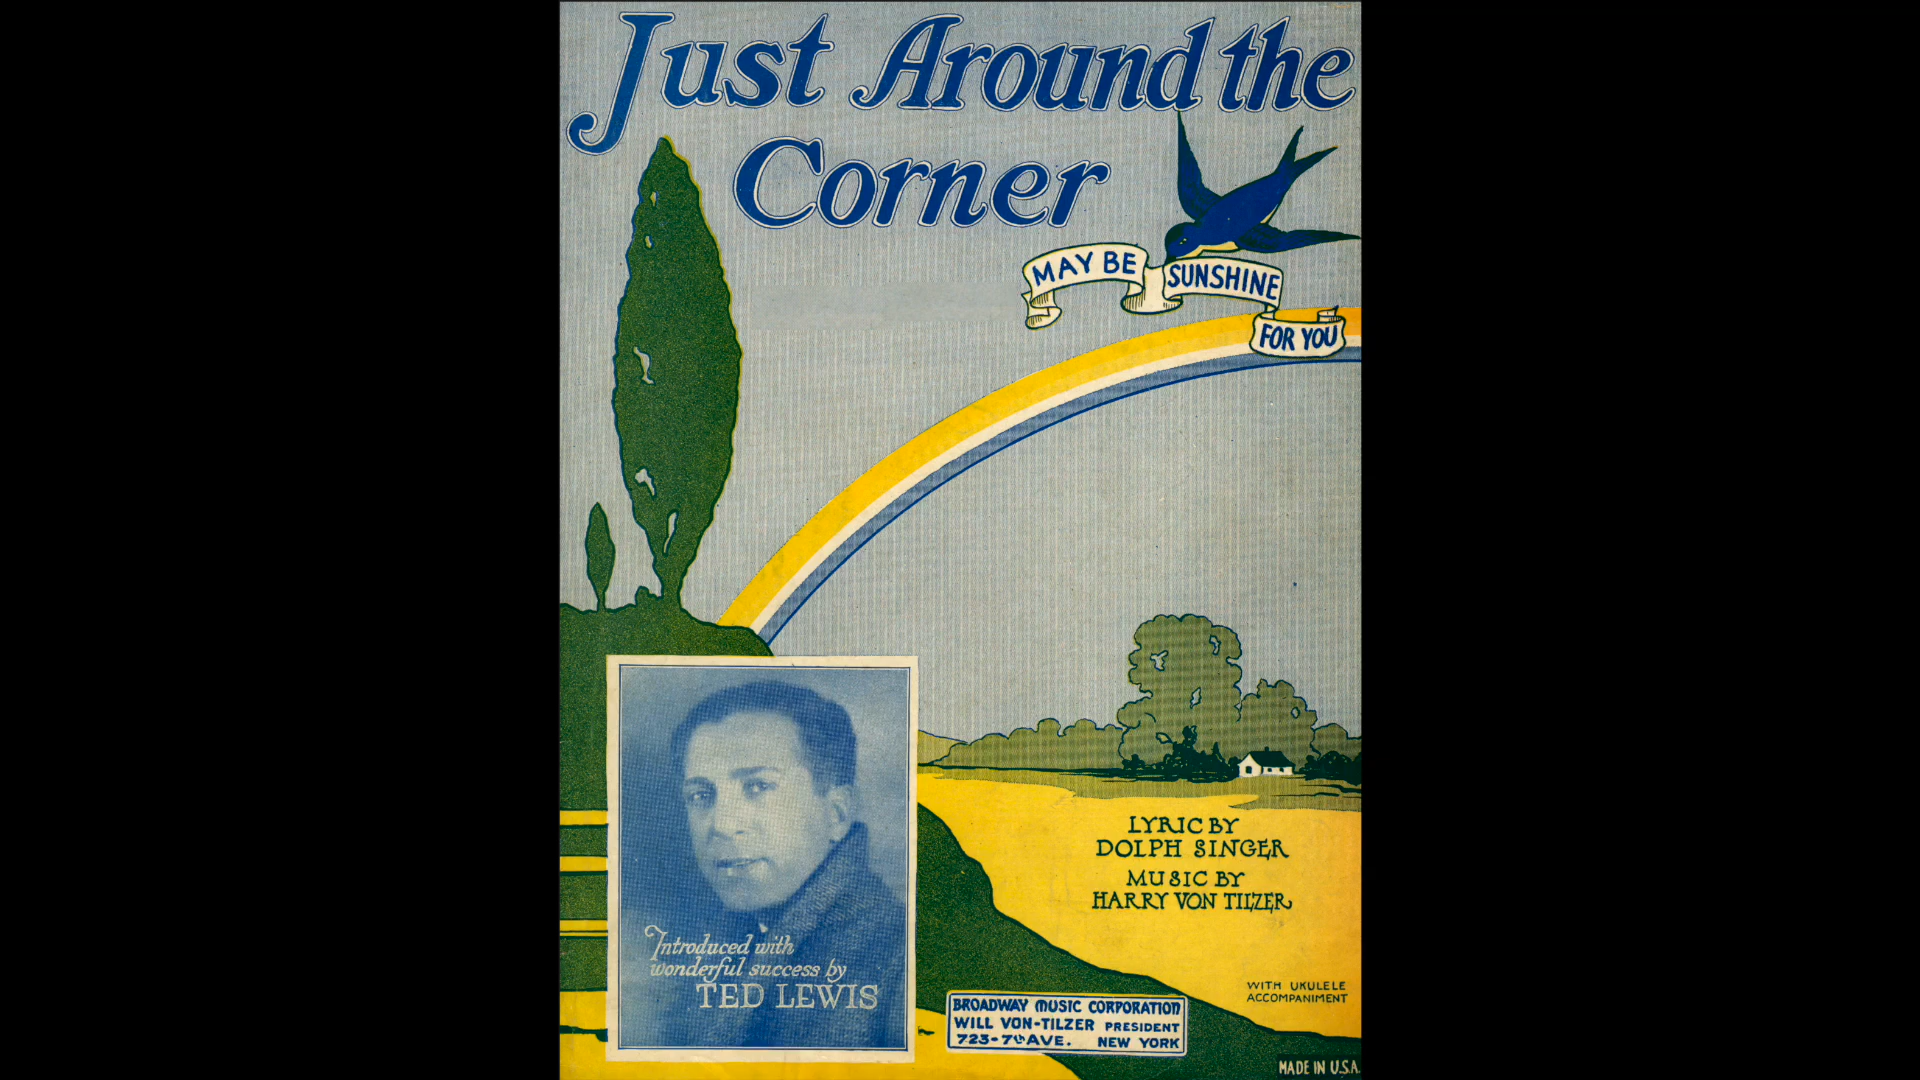 Just Around the
Corner
MAY BE
SUNSHINE
FOR YOU
LYRIC BY
DOLPH SINGER
MUSIC BY
HARRY VON TILZER
Introduced with
wonderful success by
TED LEWIS
WITH UKULELE
ACCOMPANIMENT
BROADWAY MUSIC CORPORATION
WILL VON-TILZER PRESIDENT
723-7th AVE. NEW YORK
MADE IN U.S.A.